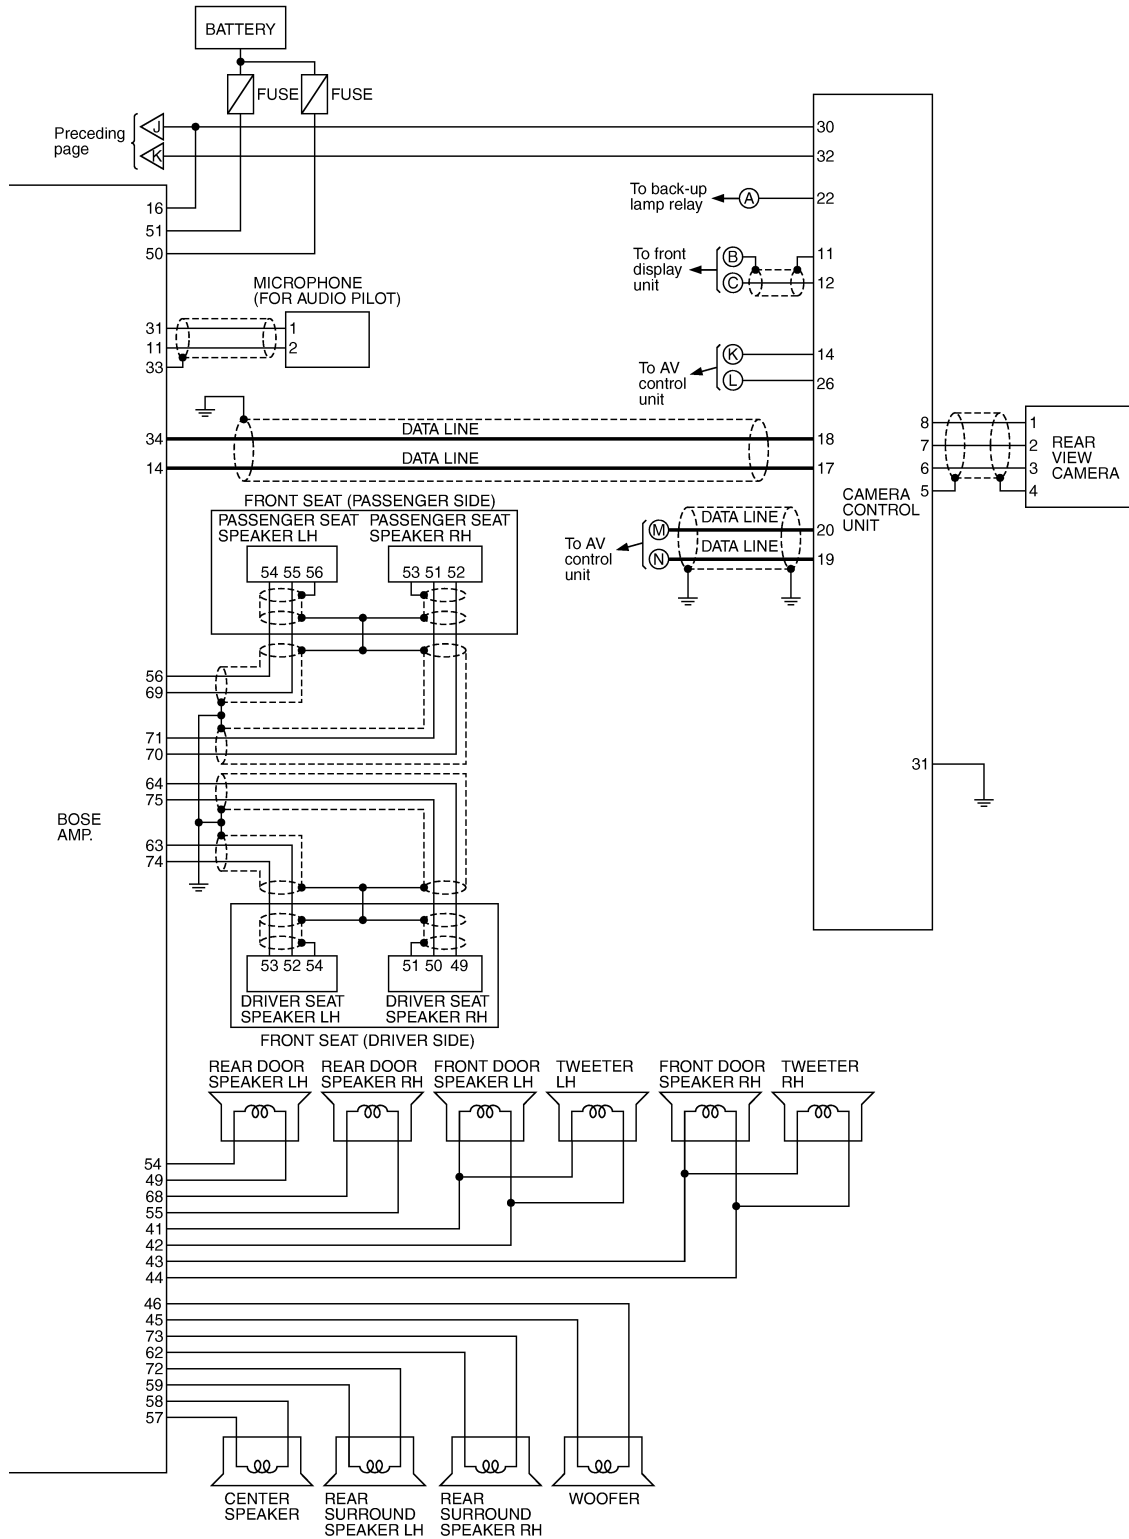 BATTERY
FUSE FUSE
Preceding
page
J
K
30
32
To back-up
lamp relay
A
22
16
51
50
To front
display
unit
B
C
11
12
MICROPHONE
(FOR AUDIO PILOT)
31
11
33
1
2
To AV
control
unit
K
L
14
26
34
14
DATA LINE
DATA LINE
18
17
8
7
6
5
1
2
3
4
REAR
VIEW
CAMERA
CAMERA
CONTROL
UNIT
To AV
control
unit
M
N
DATA LINE
DATA LINE
20
19
FRONT SEAT (PASSENGER SIDE)
PASSENGER SEAT
SPEAKER LH
PASSENGER SEAT
SPEAKER RH
54 55 56
53 51 52
56
69
71
70
64
75
63
74
31
BOSE
AMP.
53 52 54
51 50 49
DRIVER SEAT
SPEAKER LH
DRIVER SEAT
SPEAKER RH
FRONT SEAT (DRIVER SIDE)
REAR DOOR
SPEAKER LH
REAR DOOR
SPEAKER RH
FRONT DOOR
SPEAKER LH
TWEETER
LH
FRONT DOOR
SPEAKER RH
TWEETER
RH
54
49
68
55
41
42
43
44
46
45
73
62
72
59
58
57
CENTER
SPEAKER
REAR
SURROUND
SPEAKER LH
REAR
SURROUND
SPEAKER RH
WOOFER